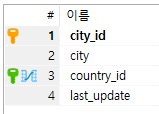 # 이름
1 city_id
2 city
3 country_id
4 last_update